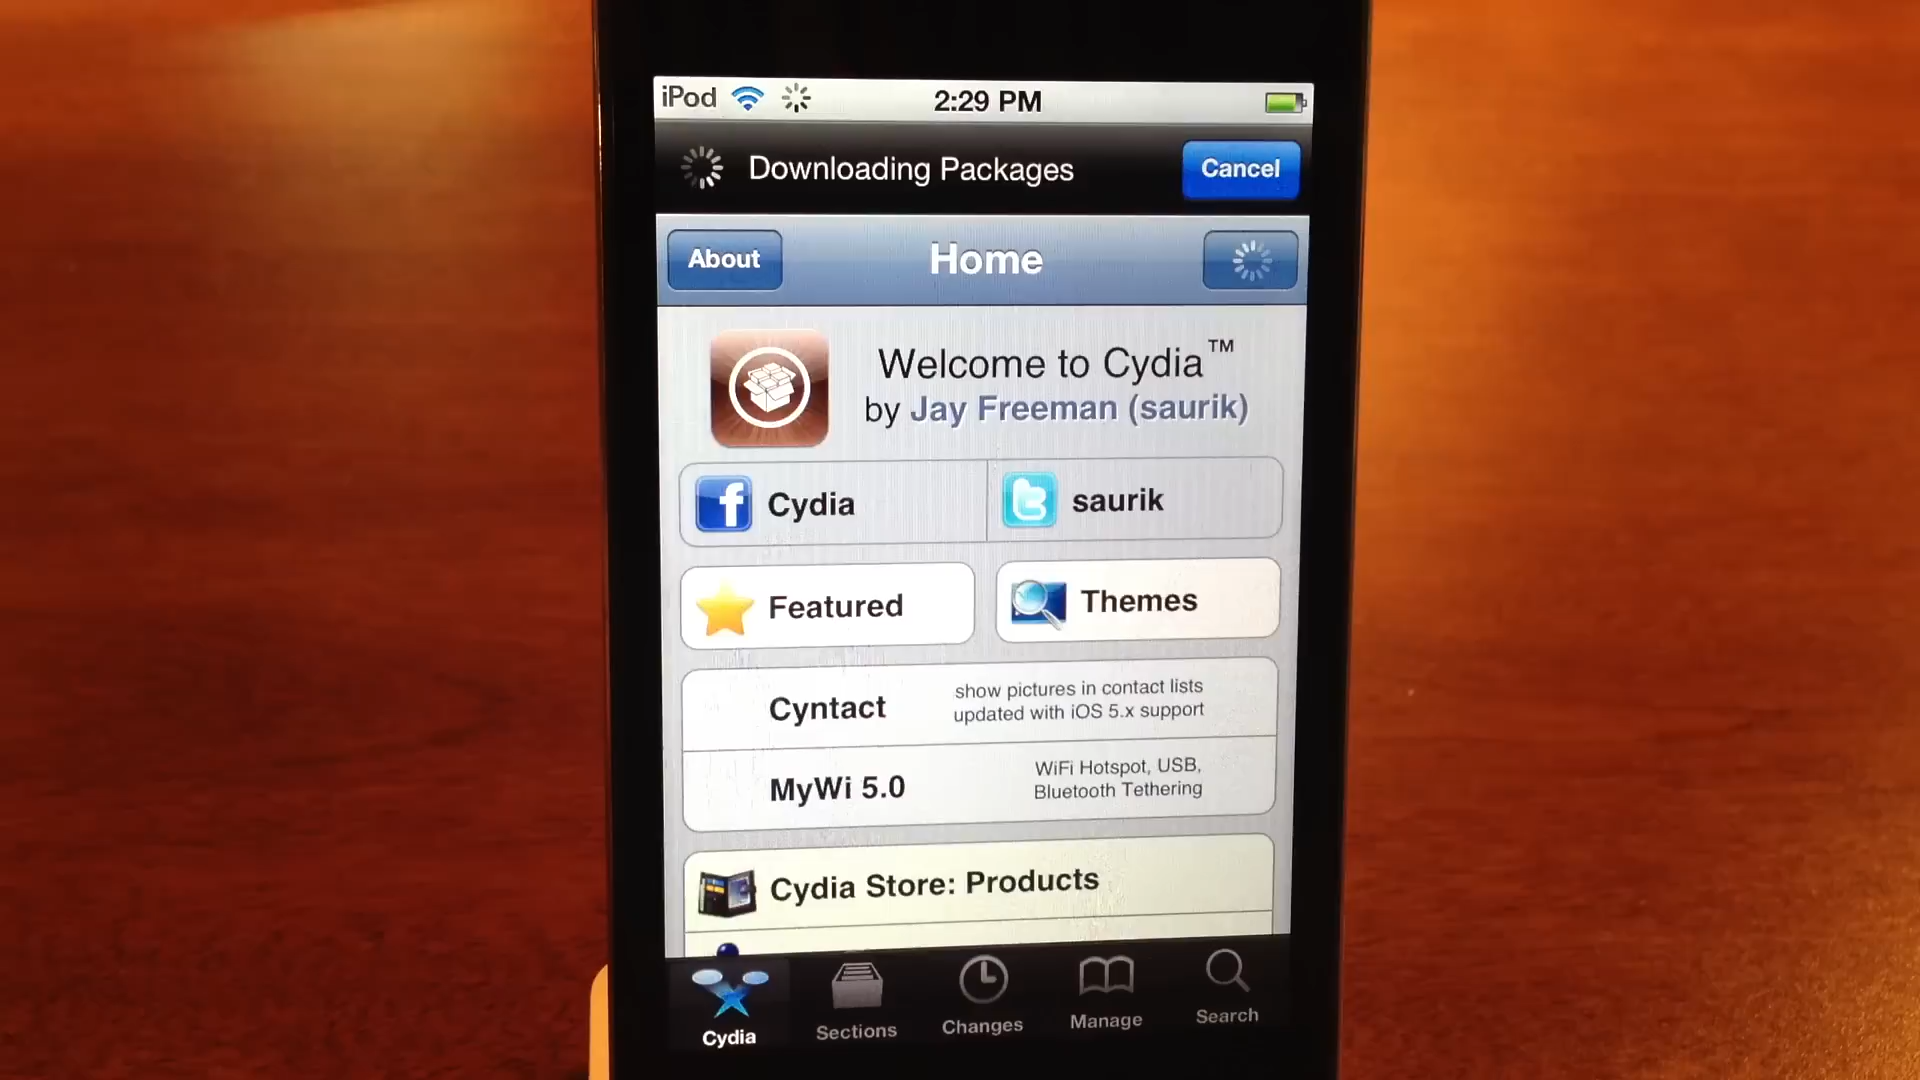 iPod 2:29 PM
Downloading Packages Cancel
About Home
Welcome to Cydia™
by Jay Freeman (saurik)
Cydia saurik
Featured Themes
Cyntact show pictures in contact lists
updated with iOS 5.x support
MyWi 5.0 WiFi Hotspot, USB,
Bluetooth Tethering
Cydia Store: Products
Cydia Sections Changes Manage Search